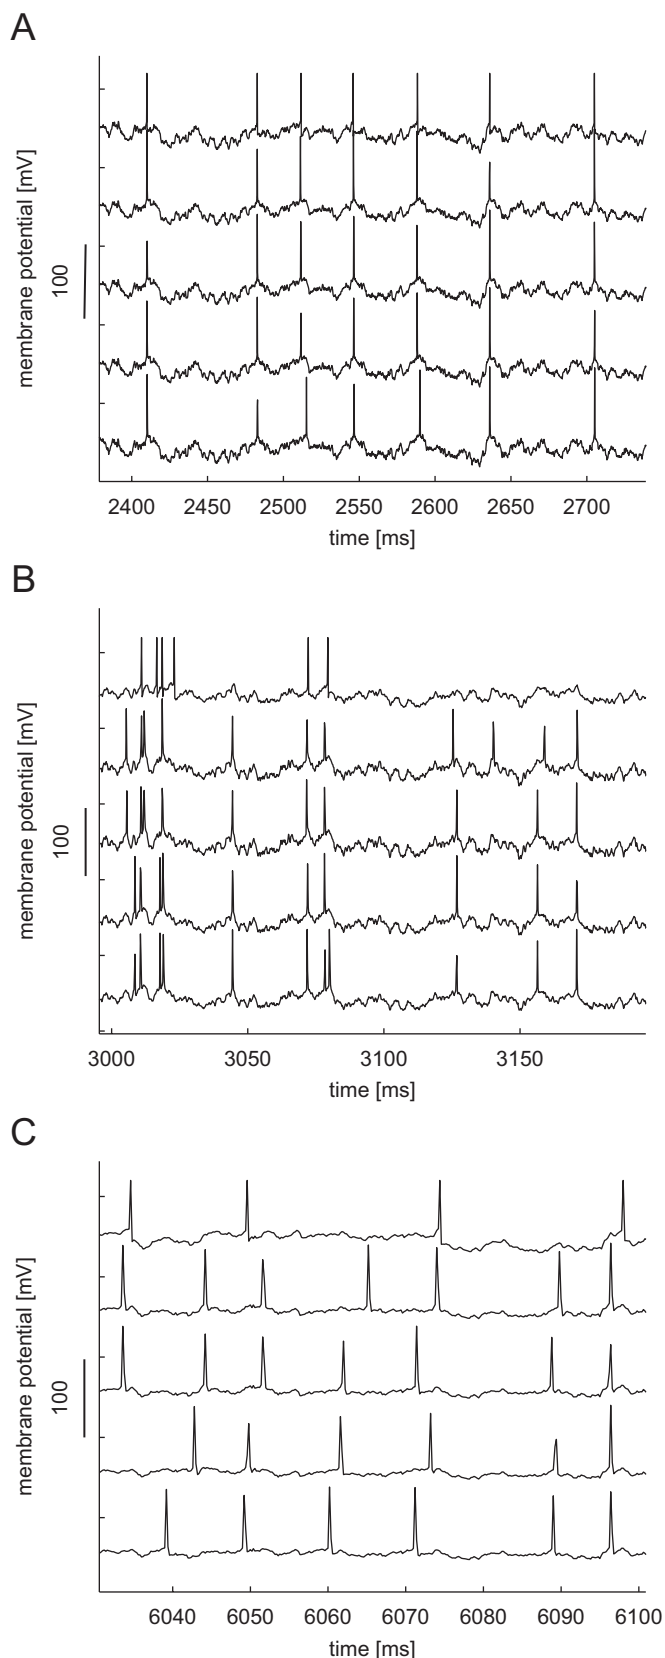 A
membrane potential [mV]
100
2400 2450 2500 2550 2600 2650 2700
time [ms]
B
membrane potential [mV]
100
3000 3050 3100 3150
time [ms]
C
membrane potential [mV]
100
6040 6050 6060 6070 6080 6090 6100
time [ms]